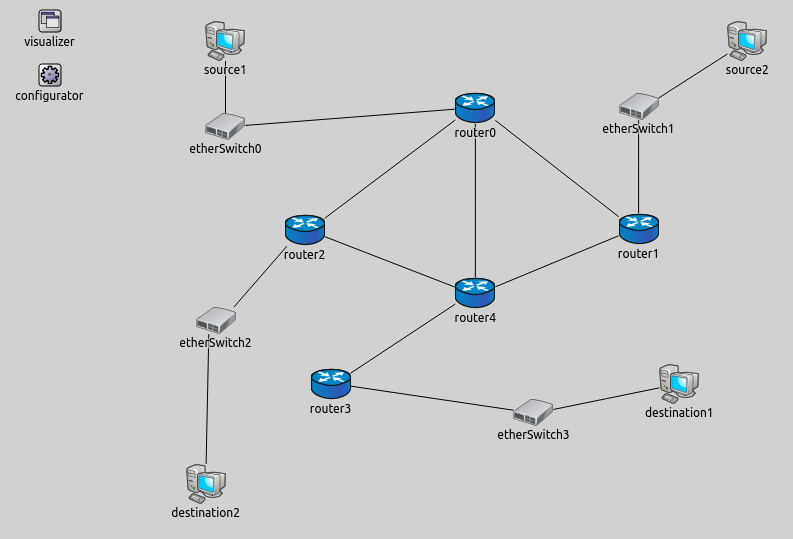 visualizer
configurator
source1
source2
etherSwitch0
router0
etherSwitch1
router2
router1
router4
etherSwitch2
router3
destination1
etherSwitch3
destination2